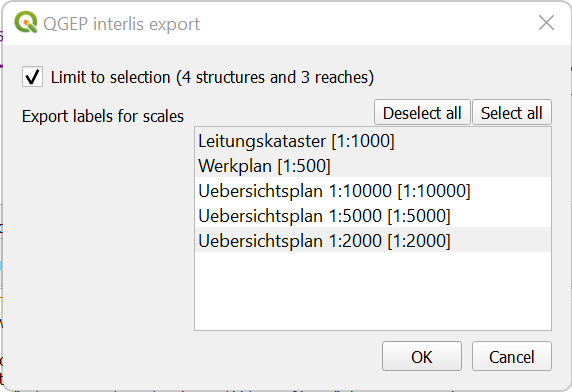 QGEP interlis export
Limit to selection (4 structures and 3 reaches)
Export labels for scales
Deselect all
Select all
Leitungskataster [1:1000]
Werkplan [1:500]
Uebersichtsplan 1:10000 [1:10000]
Uebersichtsplan 1:5000 [1:5000]
Uebersichtsplan 1:2000 [1:2000]
OK
Cancel